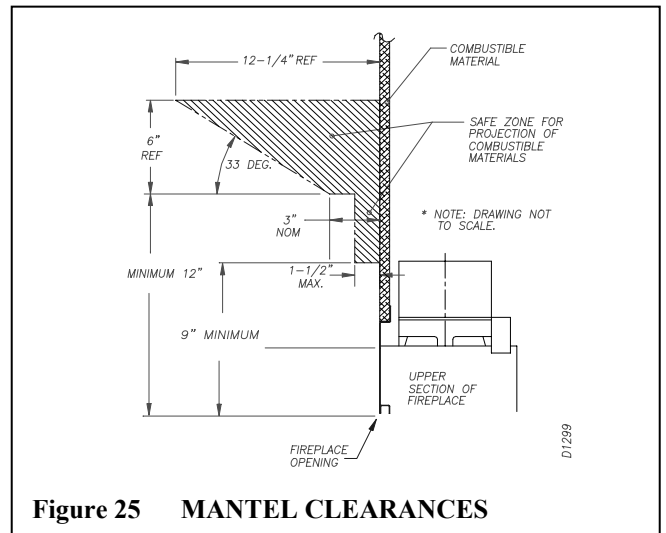 12-1/4" REF
COMBUSTIBLE
MATERIAL
6"
REF
33 DEG.
SAFE ZONE FOR
PROJECTION OF
COMBUSTIBLE
MATERIALS
3"
NOM
* NOTE: DRAWING NOT
TO SCALE.
MINIMUM 12"
1-1/2"
MAX.
9" MINIMUM
UPPER
SECTION OF
FIREPLACE
FIREPLACE
OPENING
D1299
Figure 25 MANTEL CLEARANCES